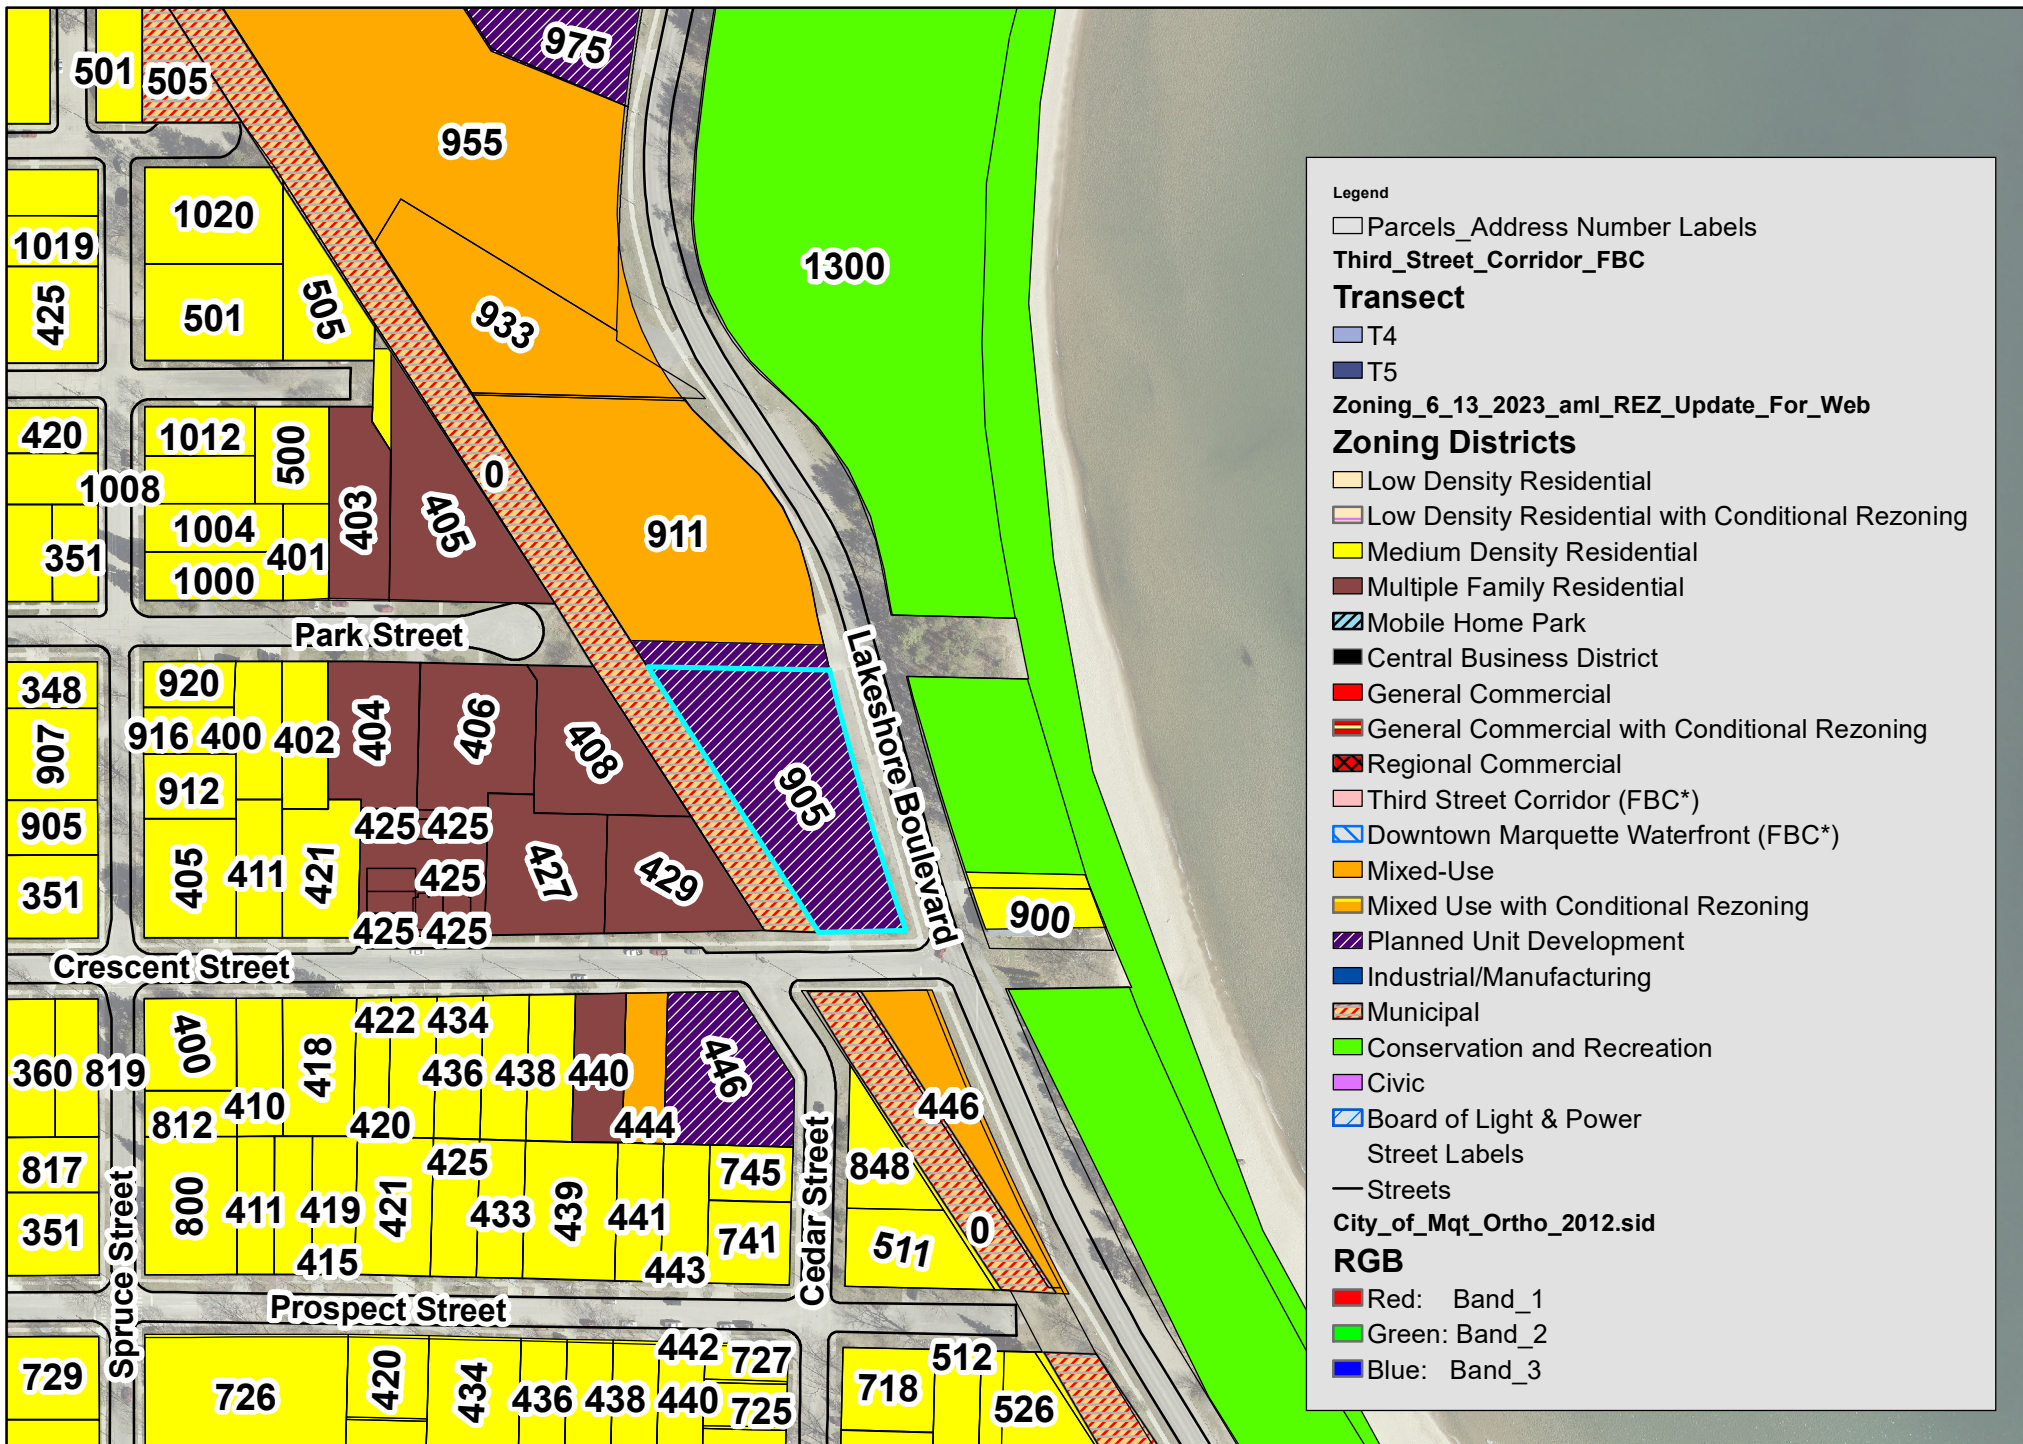 975
501
505
955
1020
1019
1300
425
501
505
933
420
1012
500
1008
0
403
405
1004
351
401
1000
911
Park Street
Lakeshore Boulevard
348
920
404
406
408
907
916
400
402
912
905
905
425
425
405
411
421
425
427
429
351
425
425
900
Crescent Street
400
418
422
434
360
819
436
438
440
446
410
446
812
420
444
817
425
745
848
Spruce Street
800
411
419
421
433
439
441
Cedar Street
351
741
511
0
415
443
Prospect Street
442
727
512
729
726
420
434
436
438
440
725
718
526
Legend
Parcels_Address Number Labels
Third_Street_Corridor_FBC
Transect
T4
T5
Zoning_6_13_2023_aml_REZ_Update_For_Web
Zoning Districts
Low Density Residential
Low Density Residential with Conditional Rezoning
Medium Density Residential
Multiple Family Residential
Mobile Home Park
Central Business District
General Commercial
General Commercial with Conditional Rezoning
Regional Commercial
Third Street Corridor (FBC*)
Downtown Marquette Waterfront (FBC*)
Mixed-Use
Mixed Use with Conditional Rezoning
Planned Unit Development
Industrial/Manufacturing
Municipal
Conservation and Recreation
Civic
Board of Light & Power
Street Labels
Streets
City_of_Mqt_Ortho_2012.sid
RGB
Red: Band_1
Green: Band_2
Blue: Band_3